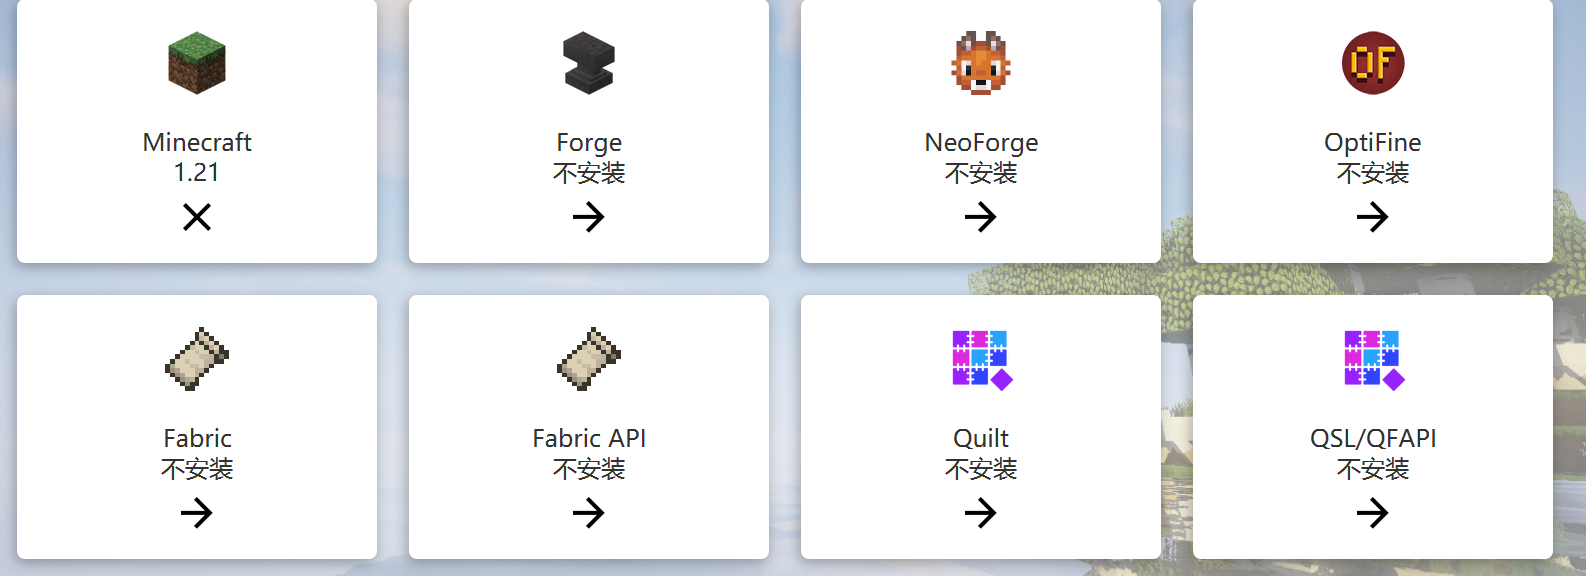 OF
Minecraft
1.21
Forge
不安装
NeoForge
不安装
OptiFine
不安装
Fabric
不安装
Fabric API
不安装
Quilt
不安装
QSL/QFAPI
不安装